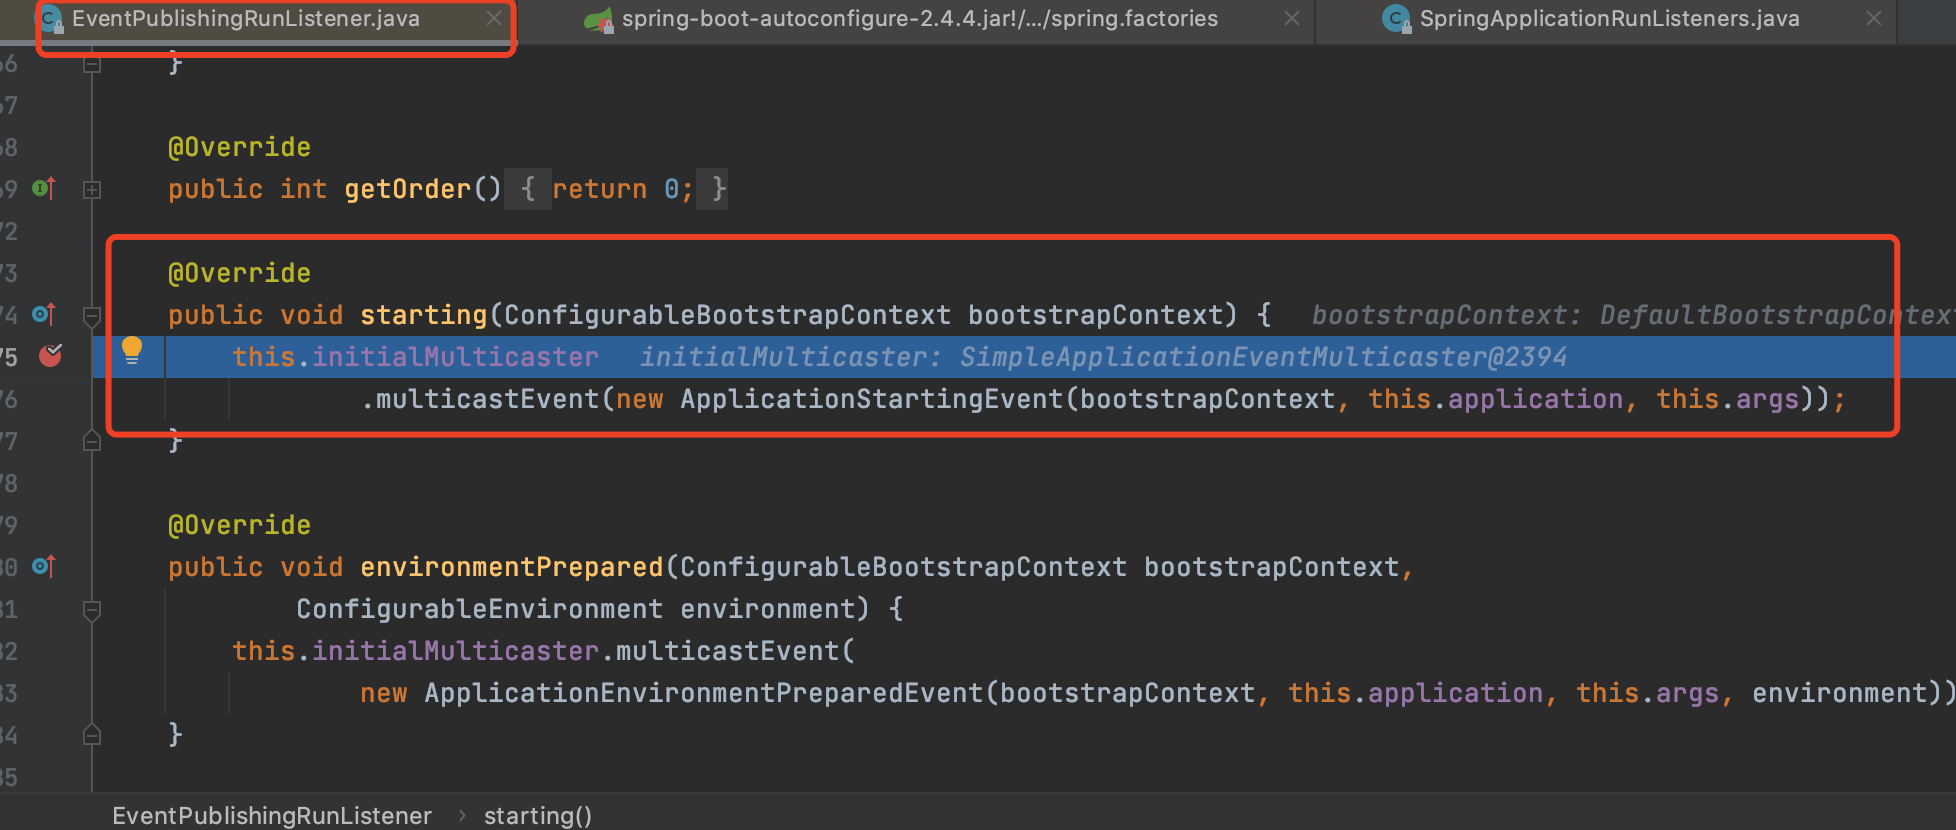 EventPublishingRunListener.java spring-boot-autoconfigure-2.4.4.jar!/.../spring.factories SpringApplicationRunListeners.java
66 }
67
68 @Override
69 public int getOrder() { return 0; }
72
73 @Override
74 public void starting(ConfigurableBootstrapContext bootstrapContext) { bootstrapContext: DefaultBootstrapContext
75 this.initialMulticaster initialMulticaster: SimpleApplicationEventMulticaster@2394
76 .multicastEvent(new ApplicationStartingEvent(bootstrapContext, this.application, this.args));
77 }
78
79 @Override
80 public void environmentPrepared(ConfigurableBootstrapContext bootstrapContext,
81 ConfigurableEnvironment environment) {
82 this.initialMulticaster.multicastEvent(
83 new ApplicationEnvironmentPreparedEvent(bootstrapContext, this.application, this.args, environment))
84 }
85
EventPublishingRunListener › starting()